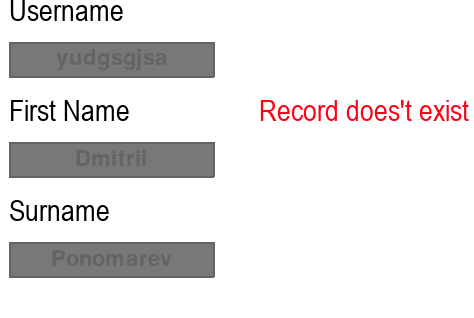 Username
yudgsgjsa
First Name
Record does't exist
Dmitrii
Surname
Ponomarev